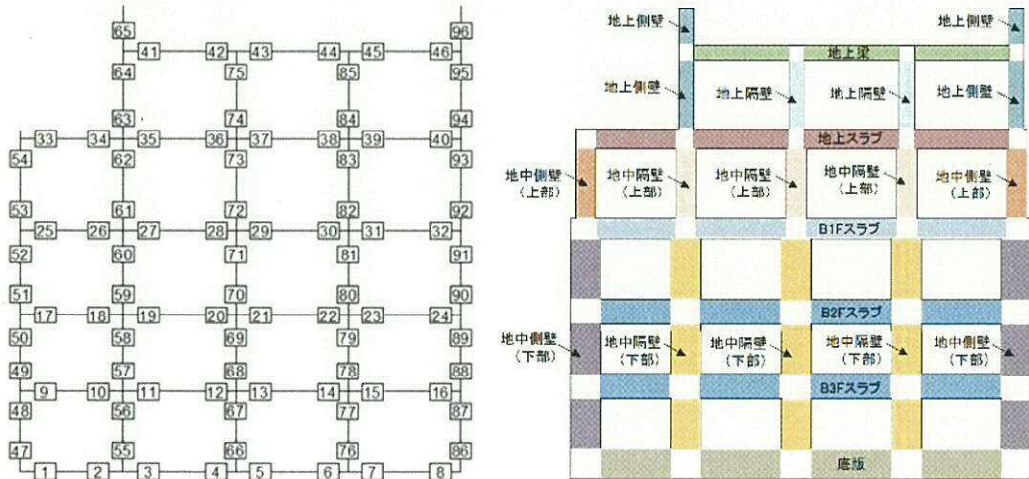 65 96
41 42 43 44 45 46
64 75 85 95
63 74 84 94
33 34 35 36 37 38 39 40
54 62 73 83 93
53 61 72 82 92
25 26 27 28 29 30 31 32
52 60 71 81 91
51 59 70 80 90
17 18 19 20 21 22 23 24
50 58 69 79 89
49 57 68 78 88
9 10 11 12 13 14 15 16
48 56 67 77 87
47 55 66 76 86
1 2 3 4 5 6 7 8
地上側壁 地上側壁
地上梁
地上側壁 地上隔壁 地上隔壁 地上側壁
地上スラブ
地中側壁 地中隔壁 地中隔壁 地中隔壁 地中側壁
(上部) (上部) (上部) (上部) (上部)
B1Fスラブ
B2Fスラブ
地中側壁 地中隔壁 地中隔壁 地中隔壁 地中側壁
(下部) (下部) (下部) (下部) (下部)
B3Fスラブ
底版